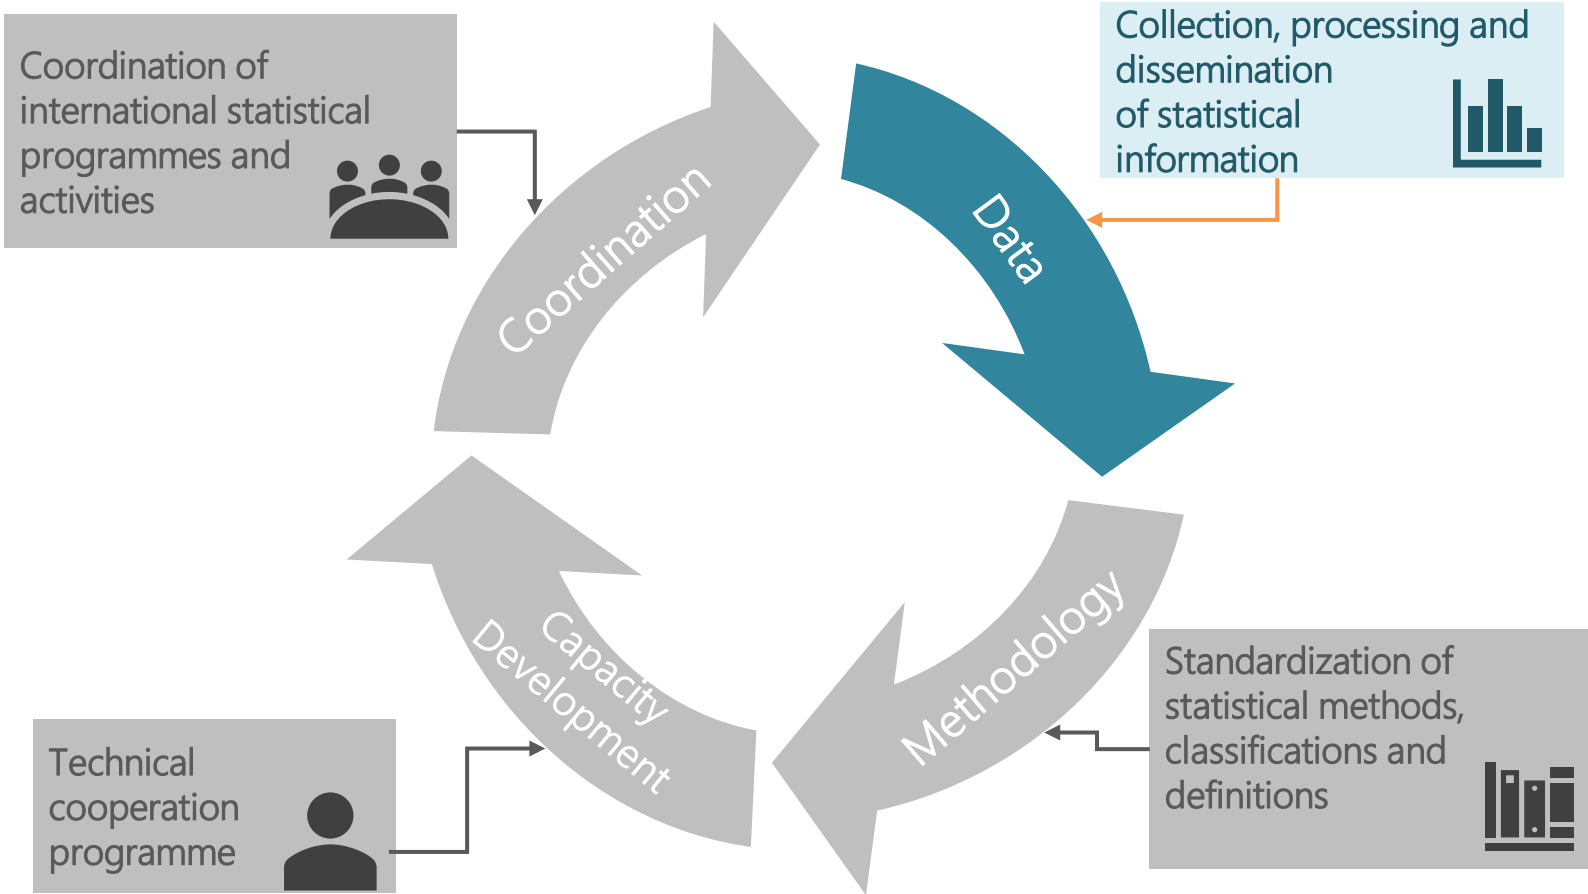 Coordination of
international statistical
programmes and
activities
Collection, processing and
dissemination
of statistical
information
Coordination
Data
Methodology
Capacity
Development
Standardization of
statistical methods,
classifications and
definitions
Technical
cooperation
programme